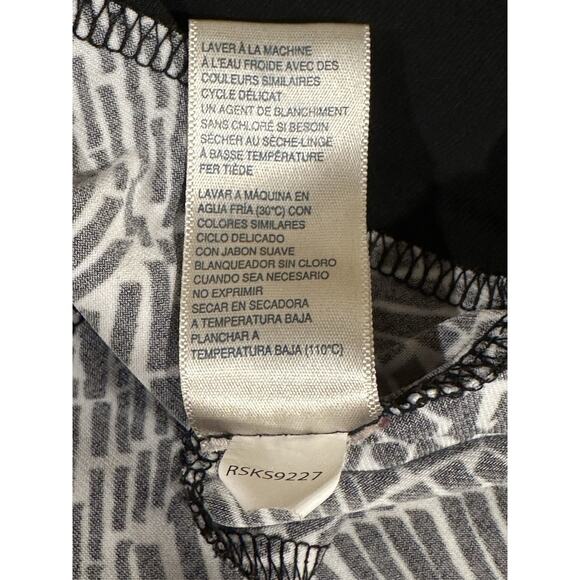 LAVER À LA MACHINE
À L'EAU FROIDE AVEC DES
COULEURS SIMILAIRES
CYCLE DÉLICAT
UN AGENT DE BLANCHIMENT
SANS CHLORÉ SI BESOIN
SÉCHER AU SÈCHE-LINGE
À BASSE TEMPÉRATURE
FER TIÈDE
LAVAR A MÁQUINA EN
AGUA FRÍA (30°C) CON
COLORES SIMILARES
CICLO DELICADO
CON JABON SUAVE
BLANQUEADOR SIN CLORO
CUANDO SEA NECESARIO
NO EXPRIMIR
SECAR EN SECADORA
A TEMPERATURA BAJA
PLANCHAR A
TEMPERATURA BAJA (110°C)
RSKS9227